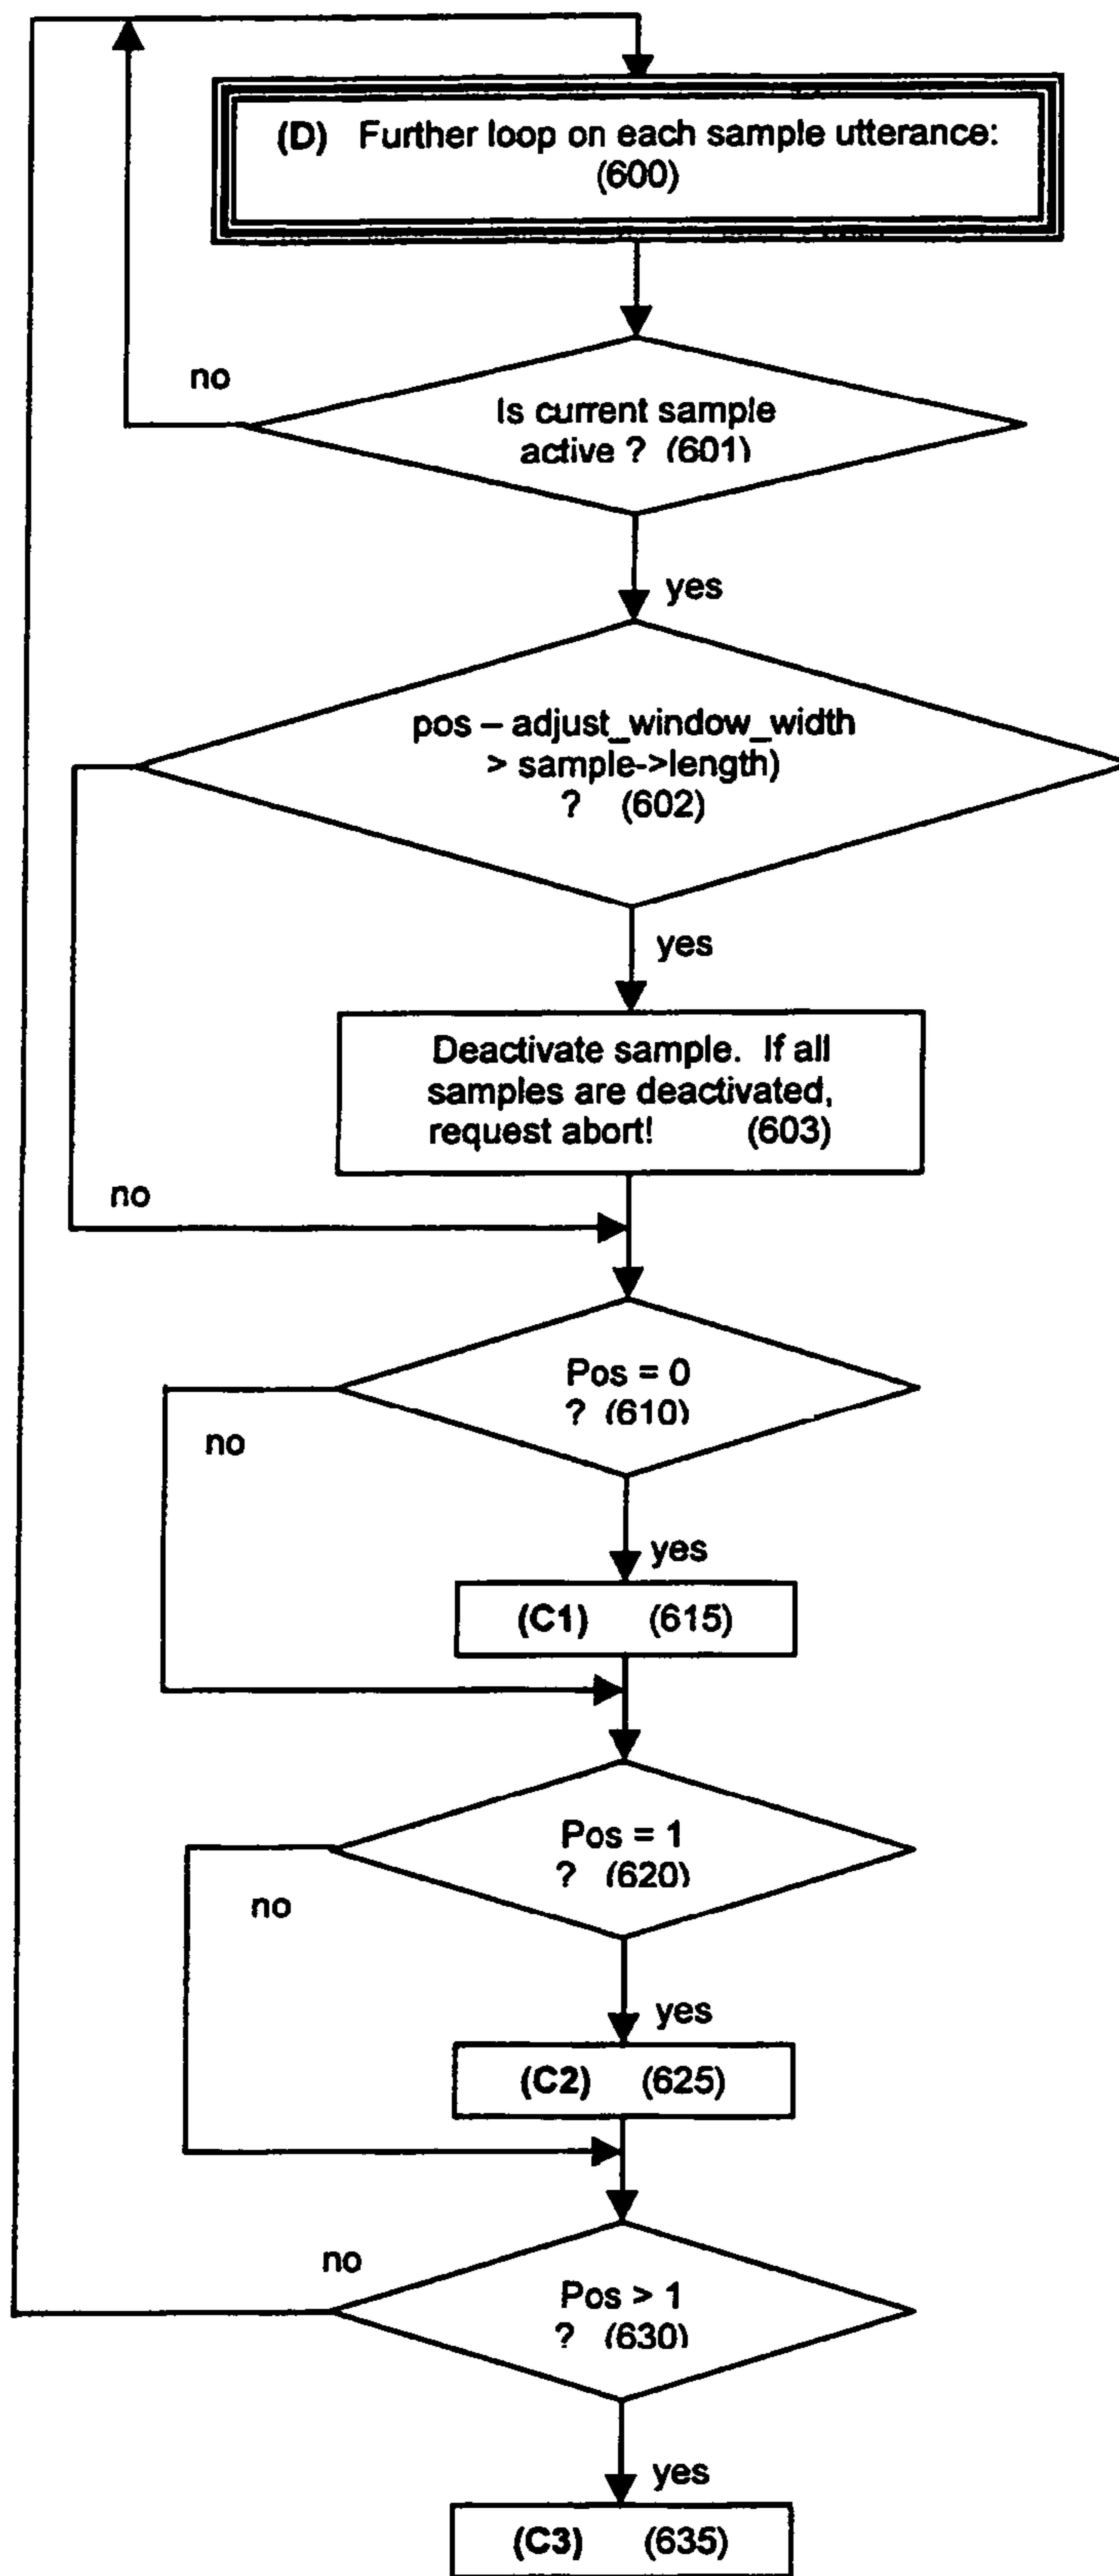 (D) Further loop on each sample utterance:
(600)
no
Is current sample
active ? (601)
yes
pos – adjust_window_width
> sample->length)
? (602)
yes
Deactivate sample. If all
samples are deactivated,
request abort! (603)
no
Pos = 0
? (610)
no
yes
(C1) (615)
Pos = 1
? (620)
no
yes
(C2) (625)
no
Pos > 1
? (630)
yes
(C3) (635)